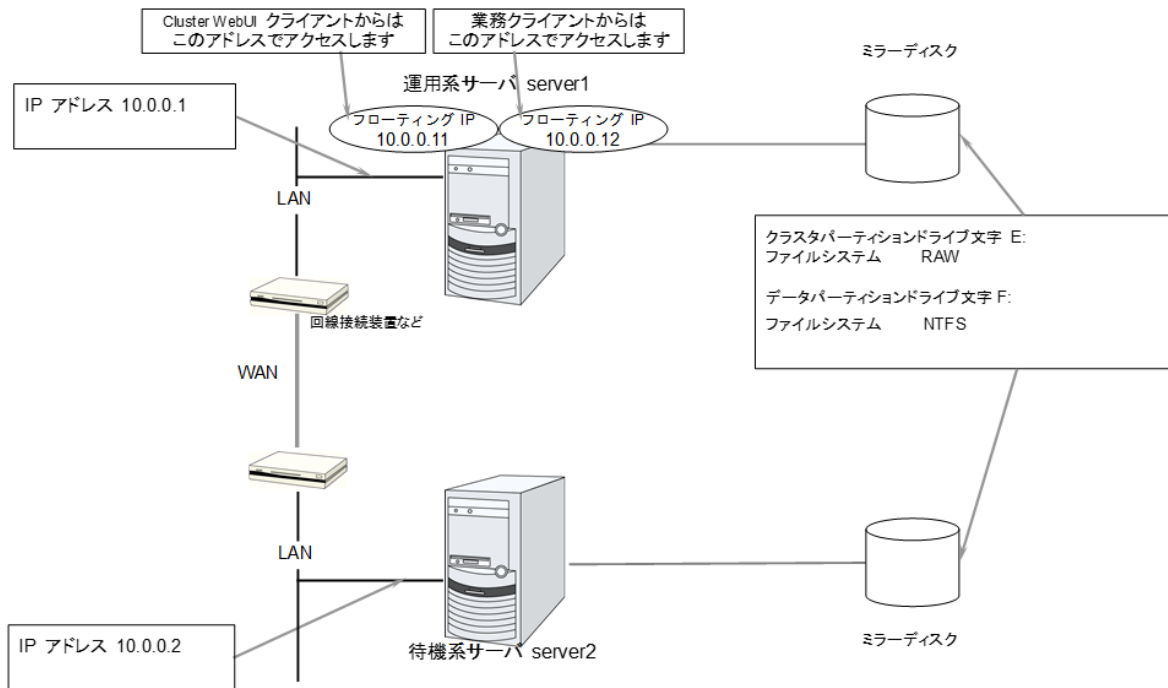 Cluster WebUI クライアントからは
このアドレスでアクセスします
業務クライアントからは
このアドレスでアクセスします
ミラーディスク
運用系サーバ server1
IP アドレス 10.0.0.1
フローティング IP
10.0.0.11
フローティング IP
10.0.0.12
LAN
クラスタパーティションドライブ文字 E:
ファイルシステム RAW
データパーティションドライブ文字 F:
ファイルシステム NTFS
回線接続装置など
WAN
LAN
IP アドレス 10.0.0.2
待機系サーバ server2
ミラーディスク